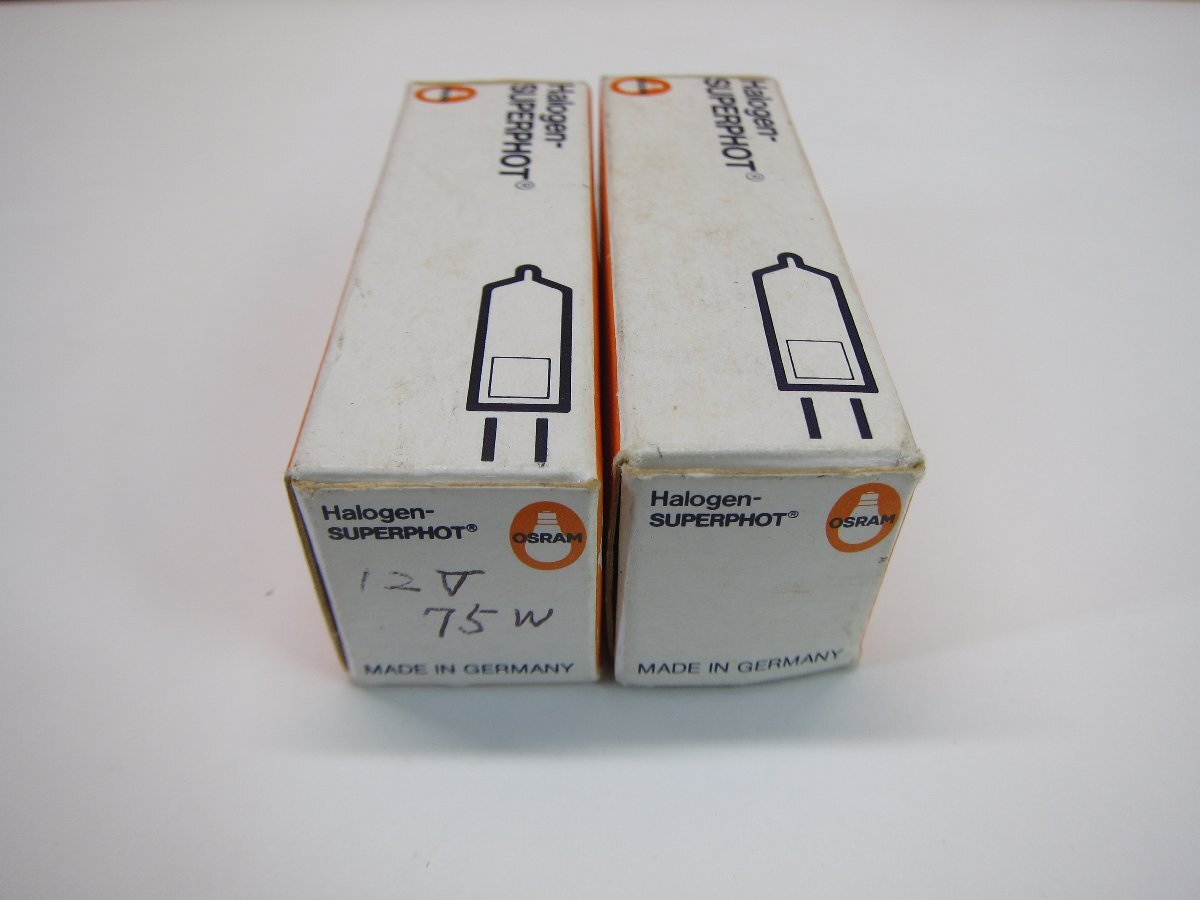 Halogen-
SUPERPHOT®
Halogen-
SUPERPHOT®
Halogen-
SUPERPHOT®
OSRAM
12V
75W
MADE IN GERMANY
Halogen-
SUPERPHOT®
OSRAM
MADE IN GERMANY